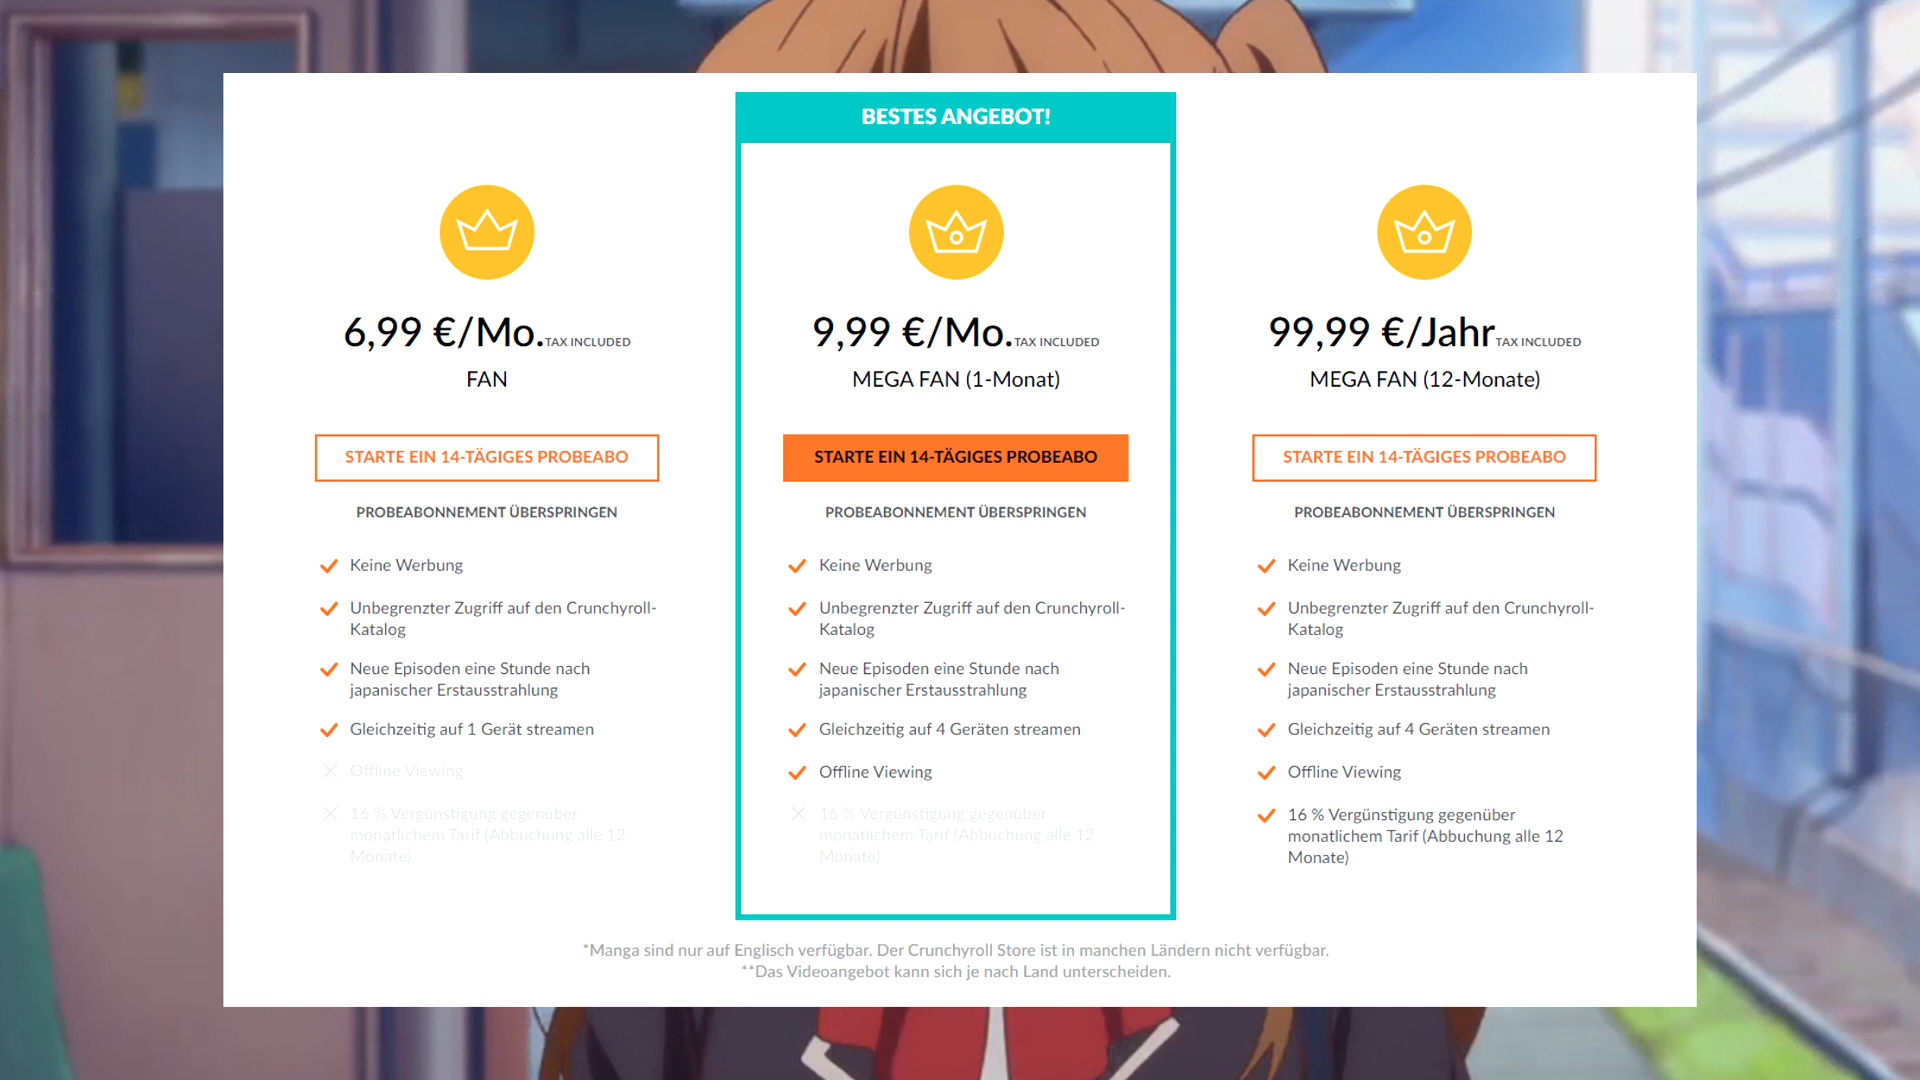 BESTES ANGEBOT!
6,99 €/Mo.TAX INCLUDED
FAN
STARTE EIN 14-TÄGIGES PROBEABO
PROBEABONNEMENT ÜBERSPRINGEN
Keine Werbung
Unbegrenzter Zugriff auf den Crunchyroll-
Katalog
Neue Episoden eine Stunde nach
japanischer Erstausstrahlung
Gleichzeitig auf 1 Gerät streamen
Offline Viewing
16 % Vergünstigung gegenüber
monatlichem Tarif (Abbuchung alle 12
Monate)
9,99 €/Mo.TAX INCLUDED
MEGA FAN (1-Monat)
STARTE EIN 14-TÄGIGES PROBEABO
PROBEABONNEMENT ÜBERSPRINGEN
Keine Werbung
Unbegrenzter Zugriff auf den Crunchyroll-
Katalog
Neue Episoden eine Stunde nach
japanischer Erstausstrahlung
Gleichzeitig auf 4 Geräten streamen
Offline Viewing
16 % Vergünstigung gegenüber
monatlichem Tarif (Abbuchung alle 12
Monate)
99,99 €/Jahr TAX INCLUDED
MEGA FAN (12-Monate)
STARTE EIN 14-TÄGIGES PROBEABO
PROBEABONNEMENT ÜBERSPRINGEN
Keine Werbung
Unbegrenzter Zugriff auf den Crunchyroll-
Katalog
Neue Episoden eine Stunde nach
japanischer Erstausstrahlung
Gleichzeitig auf 4 Geräten streamen
Offline Viewing
16 % Vergünstigung gegenüber
monatlichem Tarif (Abbuchung alle 12
Monate)
*Manga sind nur auf Englisch verfügbar. Der Crunchyroll Store ist in manchen Ländern nicht verfügbar.
**Das Videoangebot kann sich je nach Land unterscheiden.